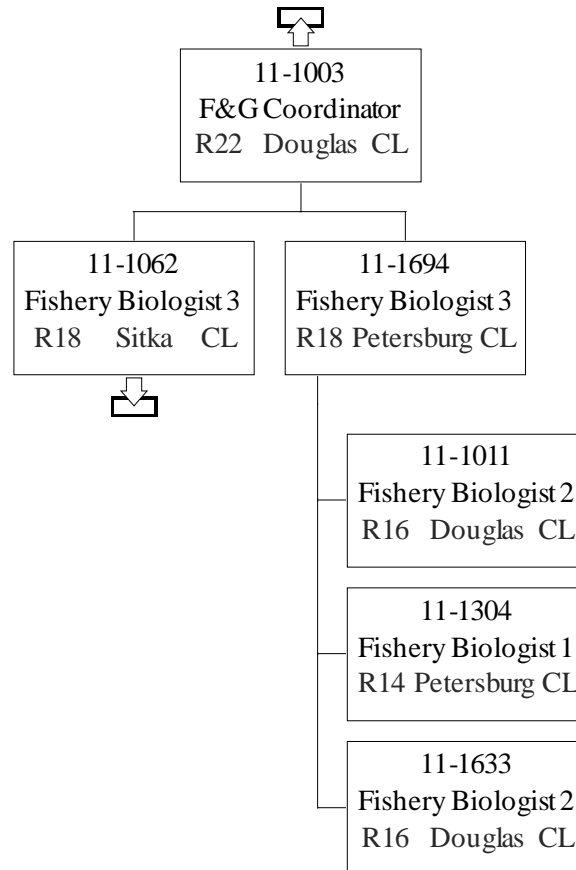 11-1003
F&G Coordinator
R22 Douglas CL
11-1062
Fishery Biologist 3
R18 Sitka CL
11-1694
Fishery Biologist 3
R18 Petersburg CL
11-1011
Fishery Biologist 2
R16 Douglas CL
11-1304
Fishery Biologist 1
R14 Petersburg CL
11-1633
Fishery Biologist 2
R16 Douglas CL